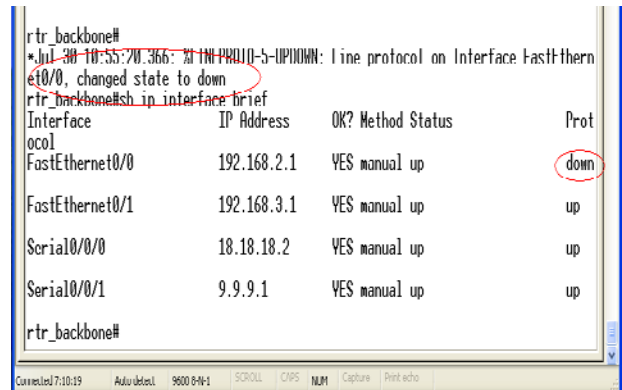 rtr_backbone#
*Jul 30 10:55:20.366: %LINEPROTO-5-UPDOWN: Line protocol on Interface FastEthern
et0/0, changed state to down
rtr_backbone#sh ip interface brief
Interface IP Address OK? Method Status Prot
ocol
FastEthernet0/0 192.168.2.1 YES manual up down
FastEthernet0/1 192.168.3.1 YES manual up up
Serial0/0/0 18.18.18.2 YES manual up up
Serial0/0/1 9.9.9.1 YES manual up up
rtr_backbone#
Connected 7:10:19 Auto detect 9600 8-N-1 SCROLL CAPS NUM Capture Print echo